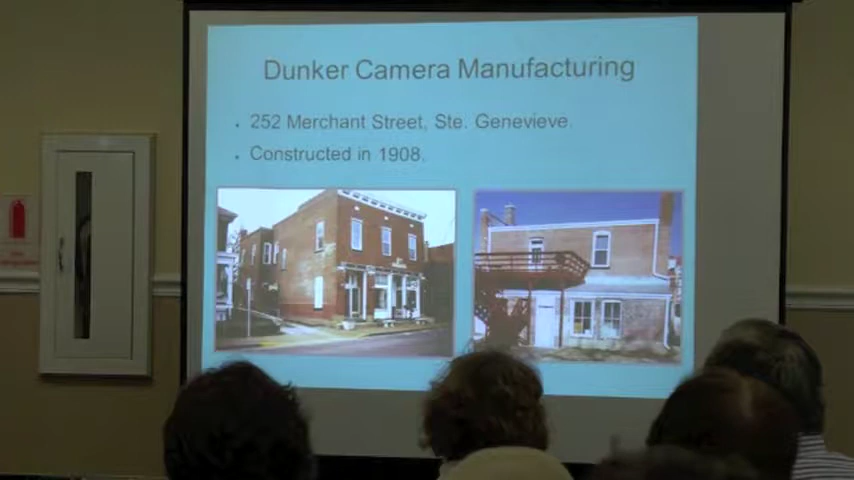 Dunker Camera Manufacturing
• 252 Merchant Street, Ste. Genevieve.
• Constructed in 1908.